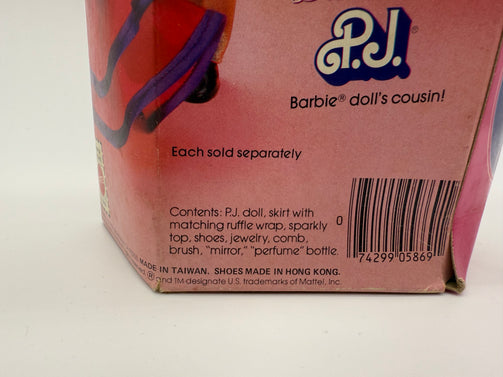 P.J.®
Barbie® doll's cousin!
Each sold separately
Contents: P.J. doll, skirt with
matching ruffle wrap, sparkly
top, shoes, jewelry, comb,
brush, "mirror," "perfume" bottle.
0
74299 05869
MADE IN TAIWAN. SHOES MADE IN HONG KONG.
® and TM designate U.S. trademarks of Mattel, Inc.